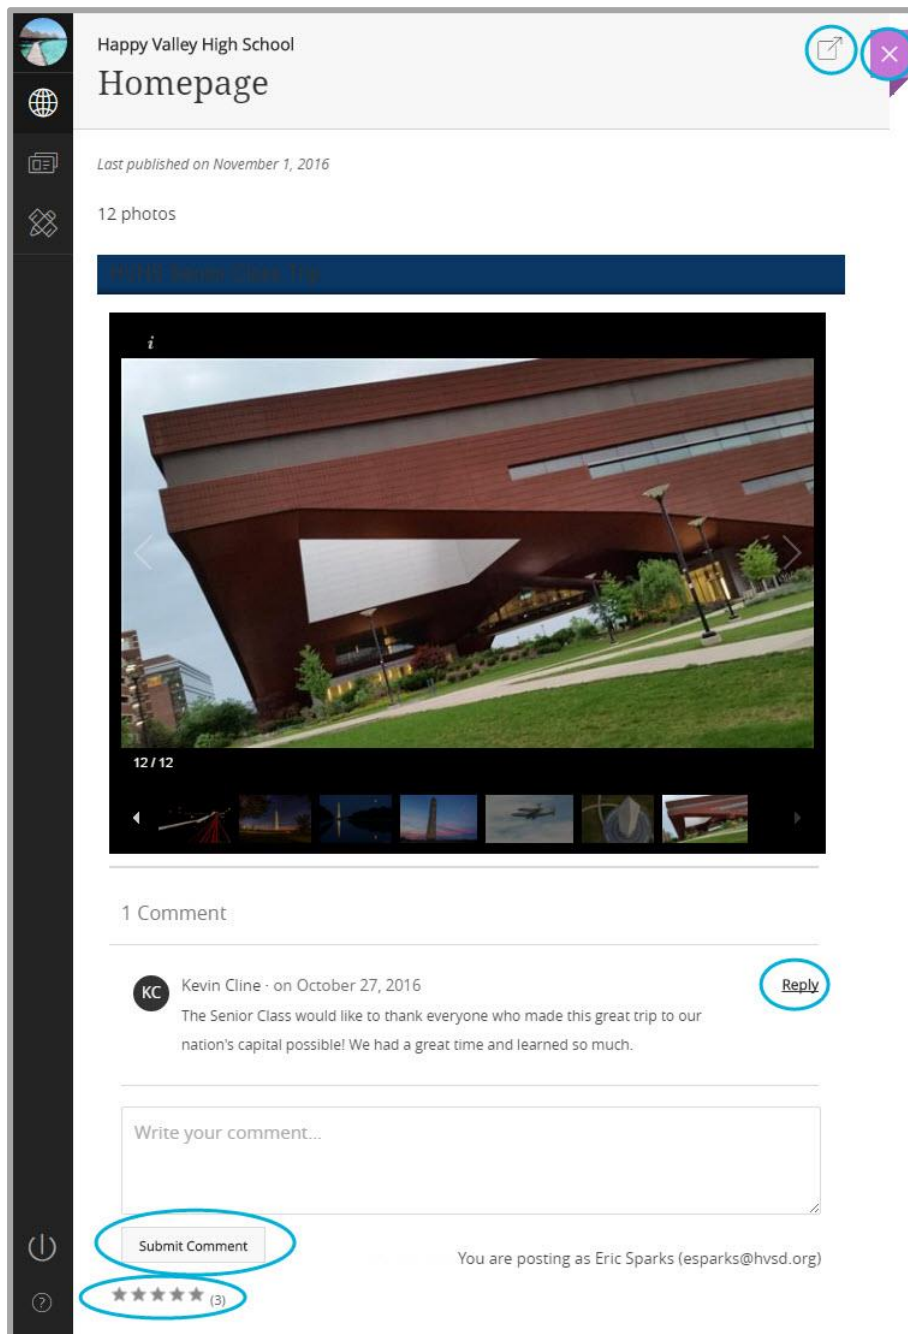 Happy Valley High School
Homepage
Last published on November 1, 2016
12 photos
HVHS Senior Class Trip
i
12 / 12
1 Comment
KC
Kevin Cline · on October 27, 2016
Reply
The Senior Class would like to thank everyone who made this great trip to our
nation's capital possible! We had a great time and learned so much.
Write your comment...
Submit Comment
You are posting as Eric Sparks (esparks@hvsd.org)
(3)